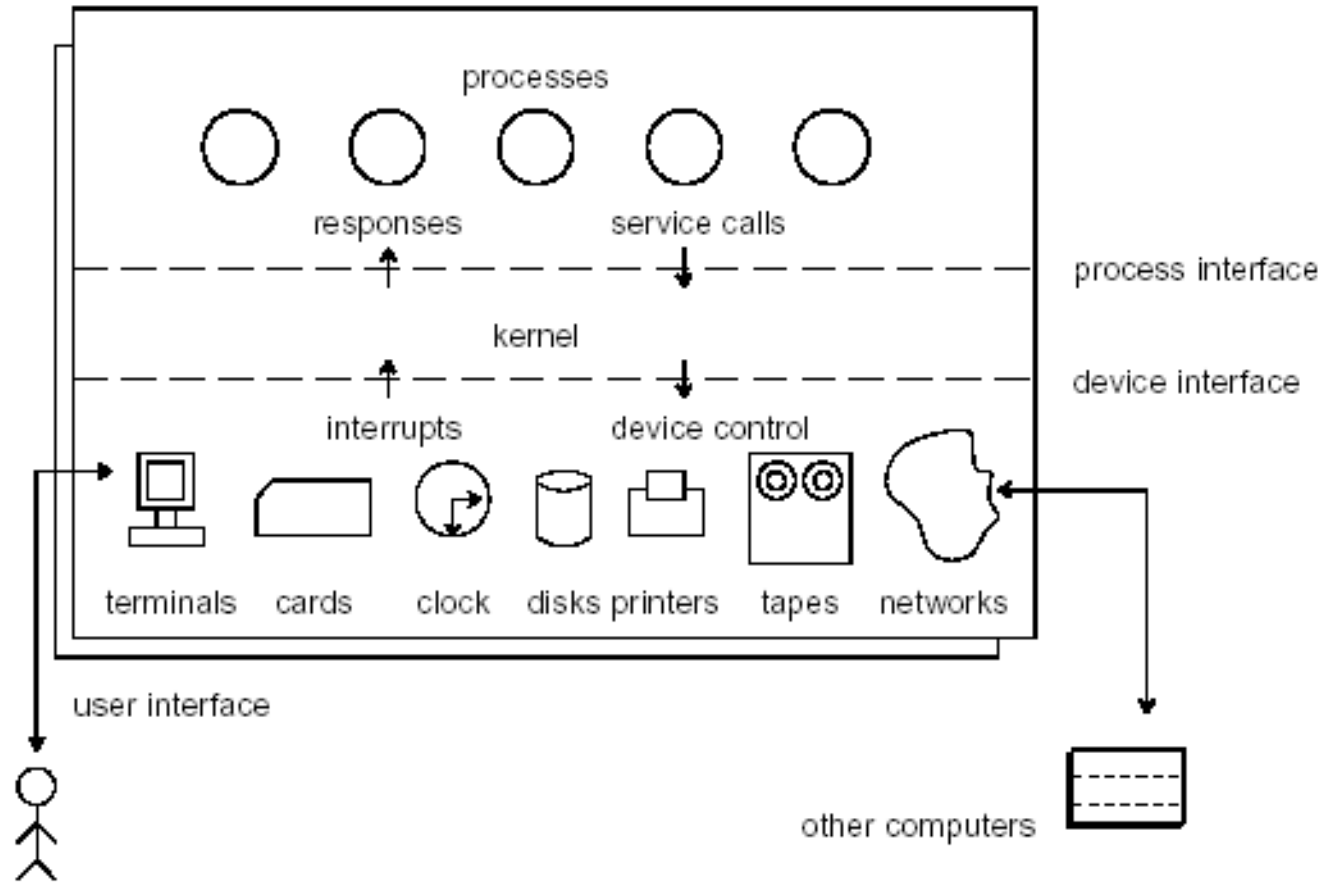 processes
responses service calls
process interface
kernel
device interface
interrupts device control
terminals cards clock disks printers tapes networks
user interface
other computers